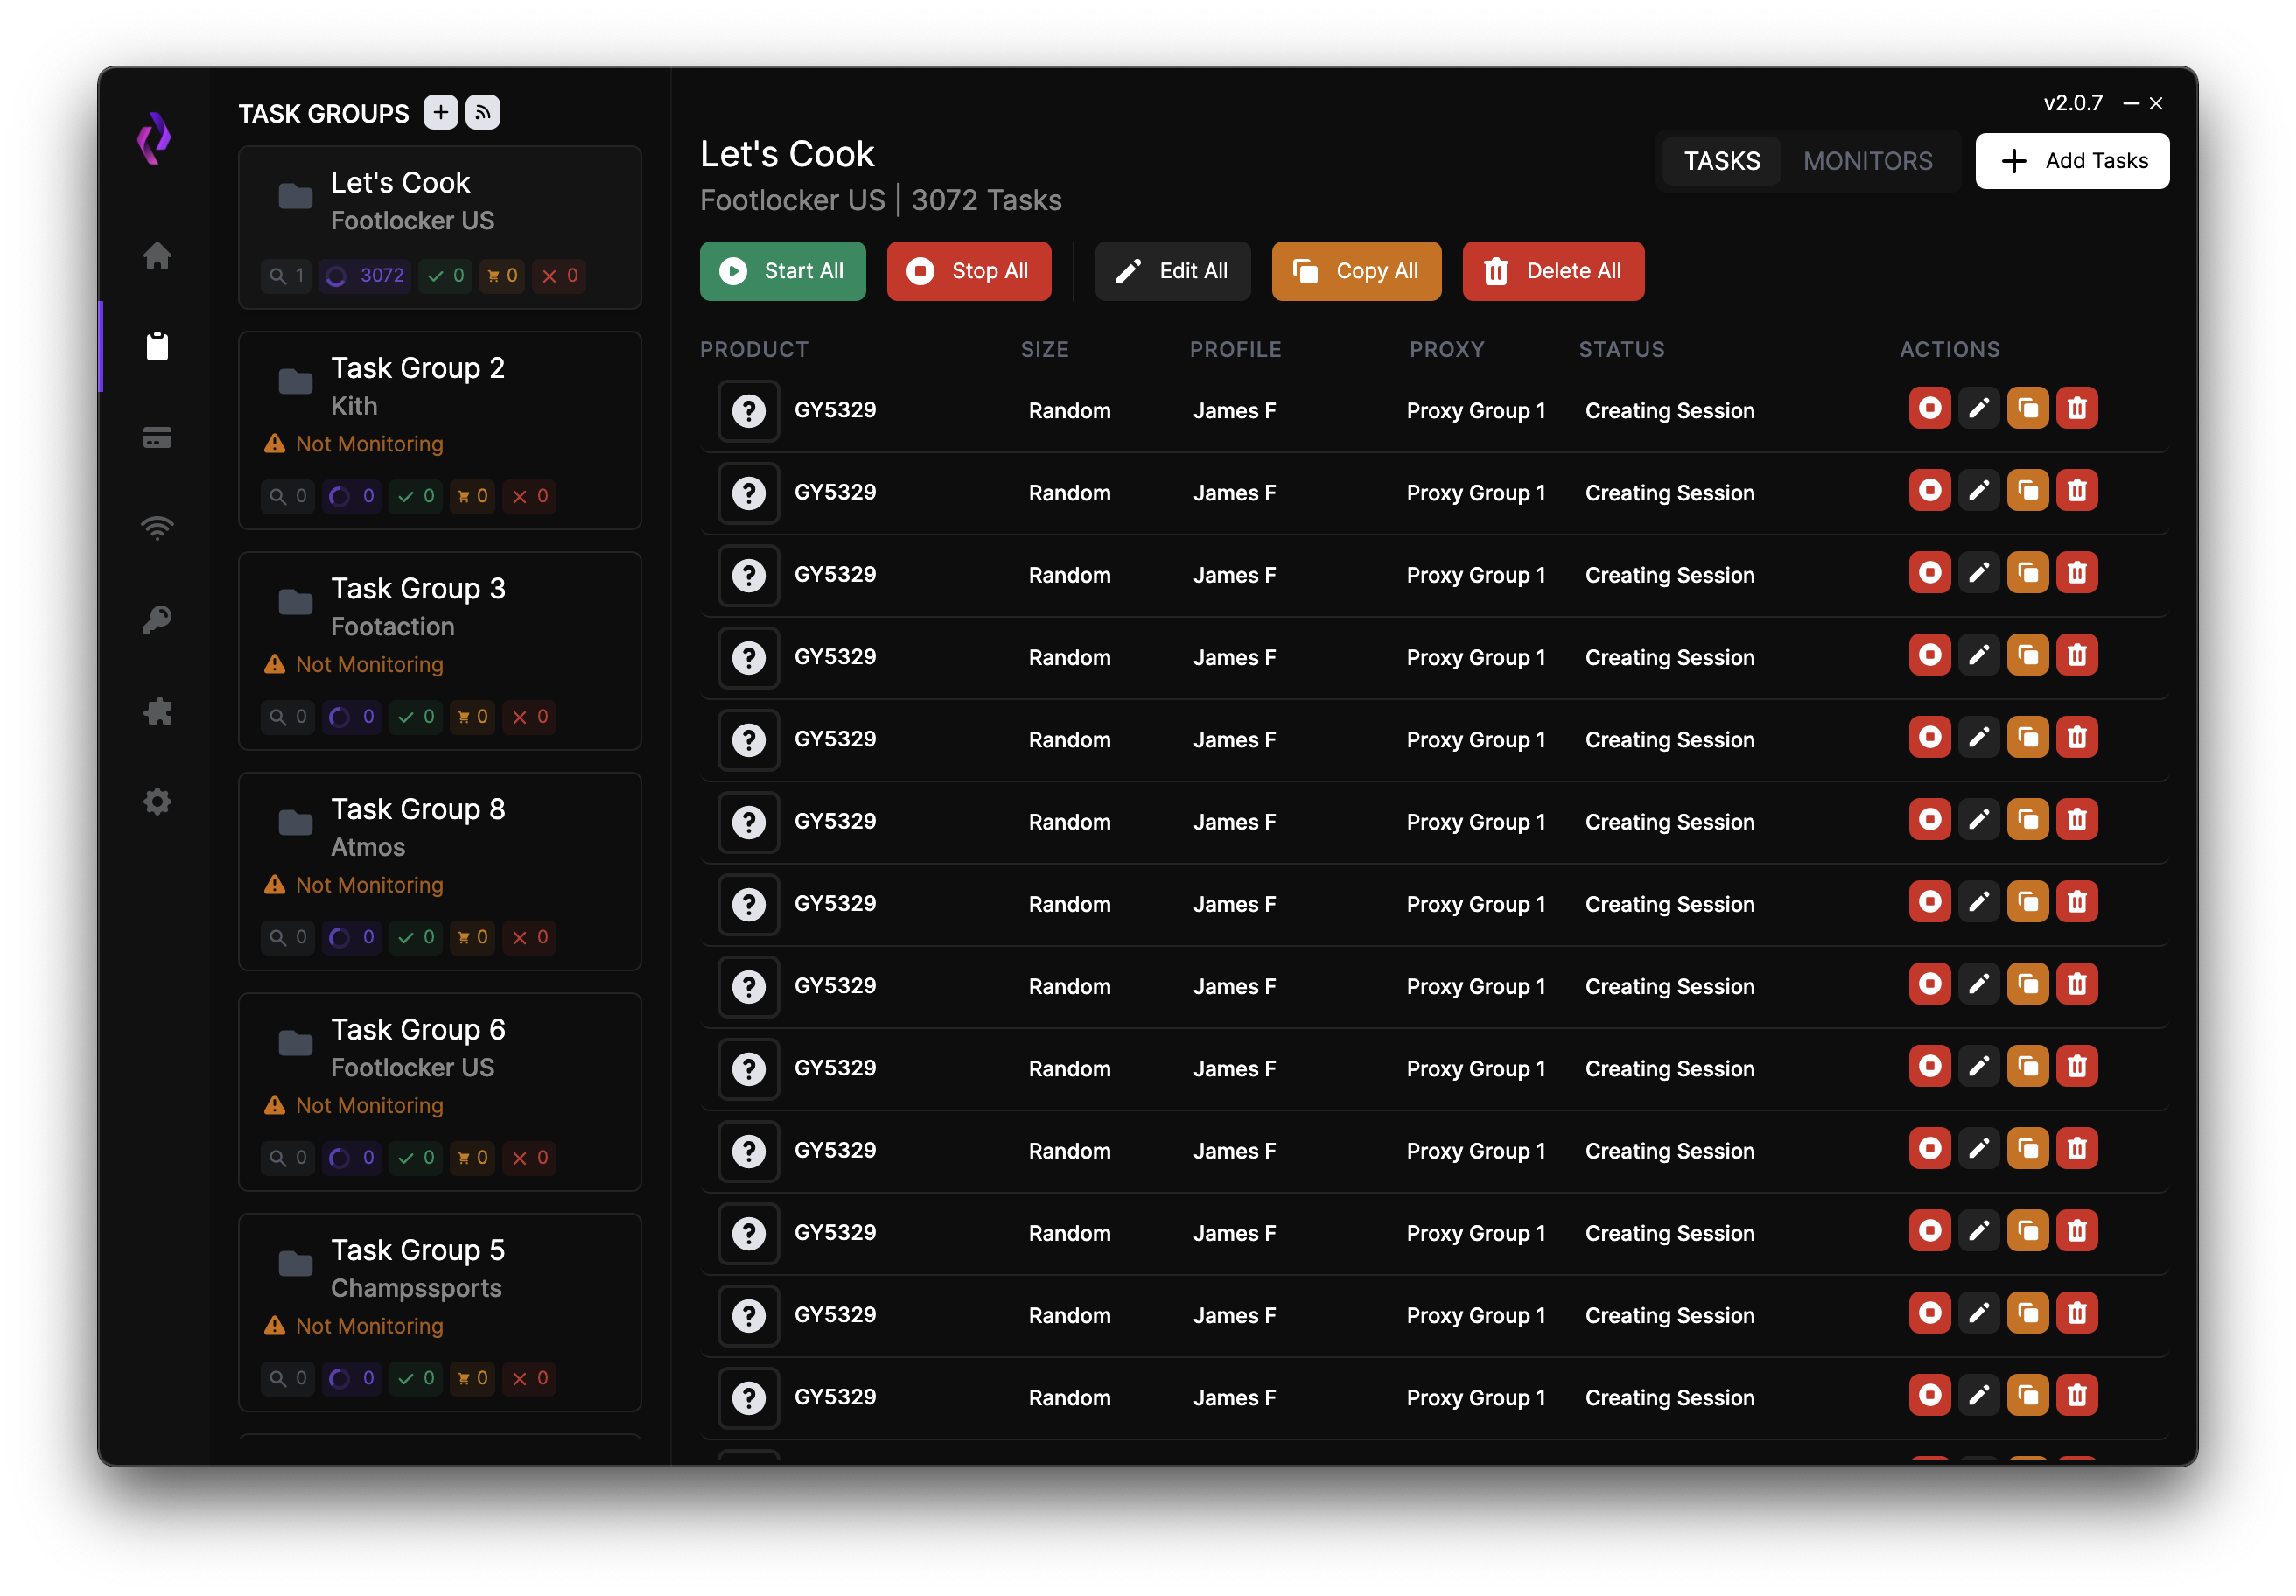 TASK GROUPS
Let's Cook
Footlocker US
1 3072 0 0 0
Task Group 2
Kith
Not Monitoring
0 0 0 0 0
Task Group 3
Footaction
Not Monitoring
0 0 0 0 0
Task Group 8
Atmos
Not Monitoring
0 0 0 0 0
Task Group 6
Footlocker US
Not Monitoring
0 0 0 0 0
Task Group 5
Champssports
Not Monitoring
0 0 0 0 0
v2.0.7
Let's Cook
Footlocker US | 3072 Tasks
TASKS MONITORS Add Tasks
Start All Stop All Edit All Copy All Delete All
PRODUCT SIZE PROFILE PROXY STATUS ACTIONS
GY5329 Random James F Proxy Group 1 Creating Session
GY5329 Random James F Proxy Group 1 Creating Session
GY5329 Random James F Proxy Group 1 Creating Session
GY5329 Random James F Proxy Group 1 Creating Session
GY5329 Random James F Proxy Group 1 Creating Session
GY5329 Random James F Proxy Group 1 Creating Session
GY5329 Random James F Proxy Group 1 Creating Session
GY5329 Random James F Proxy Group 1 Creating Session
GY5329 Random James F Proxy Group 1 Creating Session
GY5329 Random James F Proxy Group 1 Creating Session
GY5329 Random James F Proxy Group 1 Creating Session
GY5329 Random James F Proxy Group 1 Creating Session
GY5329 Random James F Proxy Group 1 Creating Session